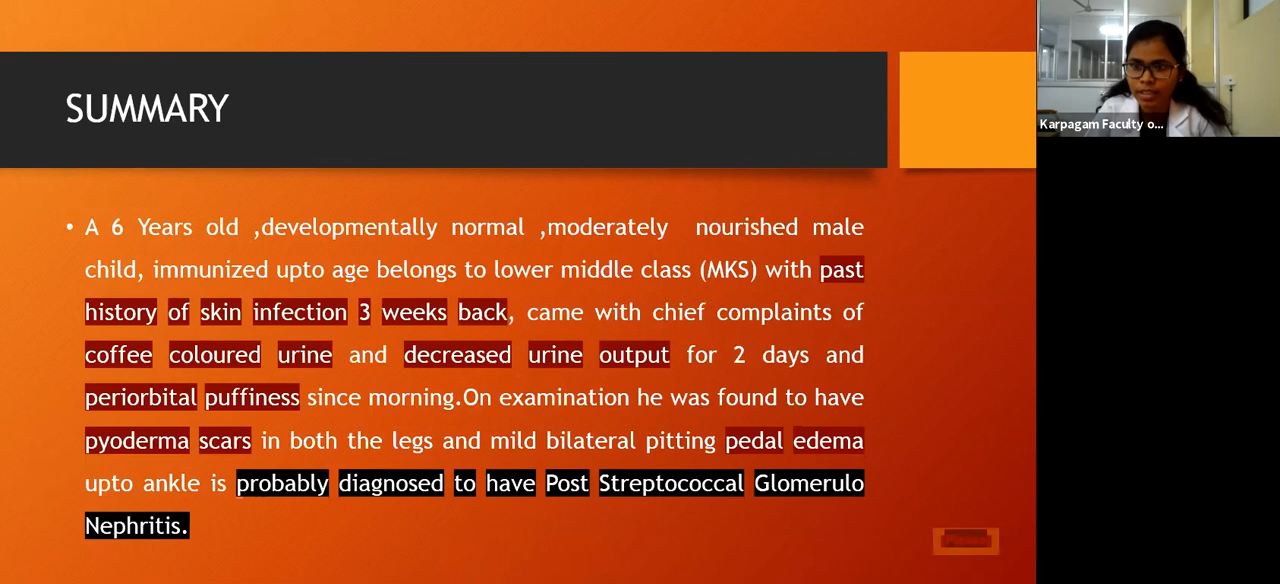 SUMMARY
• A 6 Years old ,developmentally normal ,moderately nourished male
child, immunized upto age belongs to lower middle class (MKS) with past
history of skin infection 3 weeks back, came with chief complaints of
coffee coloured urine and decreased urine output for 2 days and
periorbital puffiness since morning.On examination he was found to have
pyoderma scars in both the legs and mild bilateral pitting pedal edema
upto ankle is probably diagnosed to have Post Streptococcal Glomerulo
Nephritis.
Karpagam Faculty o...